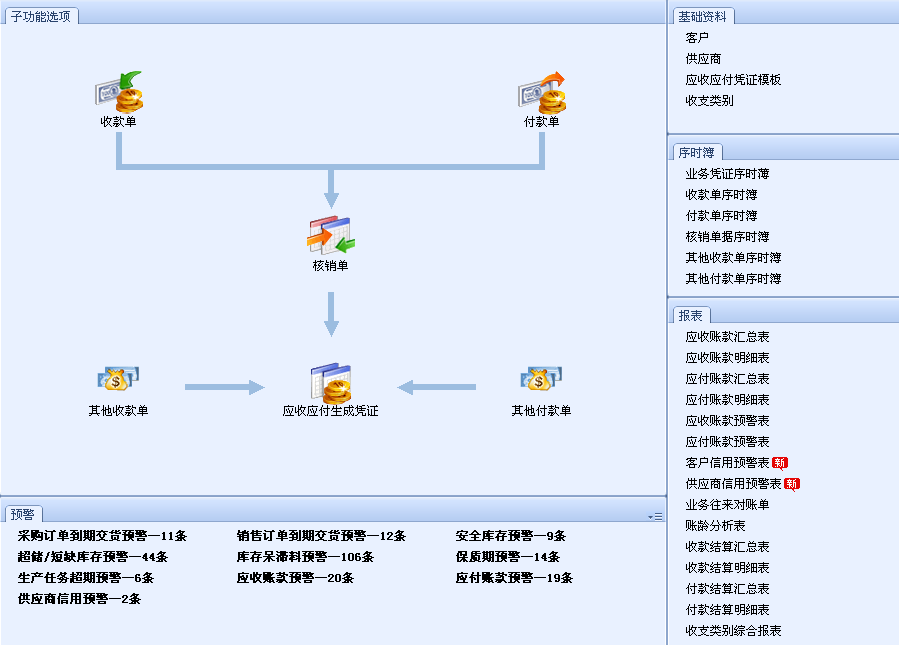 子功能选项
收款单
付款单
核销单
其他收款单
应收应付生成凭证
其他付款单
预警
采购订单到期交货预警—11条
销售订单到期交货预警—12条
安全库存预警—9条
超储/短缺库存预警—44条
库存呆滞料预警—106条
保质期预警—14条
生产任务超期预警—6条
应收账款预警—20条
应付账款预警—19条
供应商信用预警—2条
基础资料
客户
供应商
应收应付凭证模板
收支类别
序时簿
业务凭证序时簿
收款单序时簿
付款单序时簿
核销单据序时簿
其他收款单序时簿
其他付款单序时簿
报表
应收账款汇总表
应收账款明细表
应付账款汇总表
应付账款明细表
应收账款预警表
应付账款预警表
客户信用预警表 新
供应商信用预警表 新
业务往来对账单
账龄分析表
收款结算汇总表
收款结算明细表
付款结算汇总表
付款结算明细表
收支类别综合报表